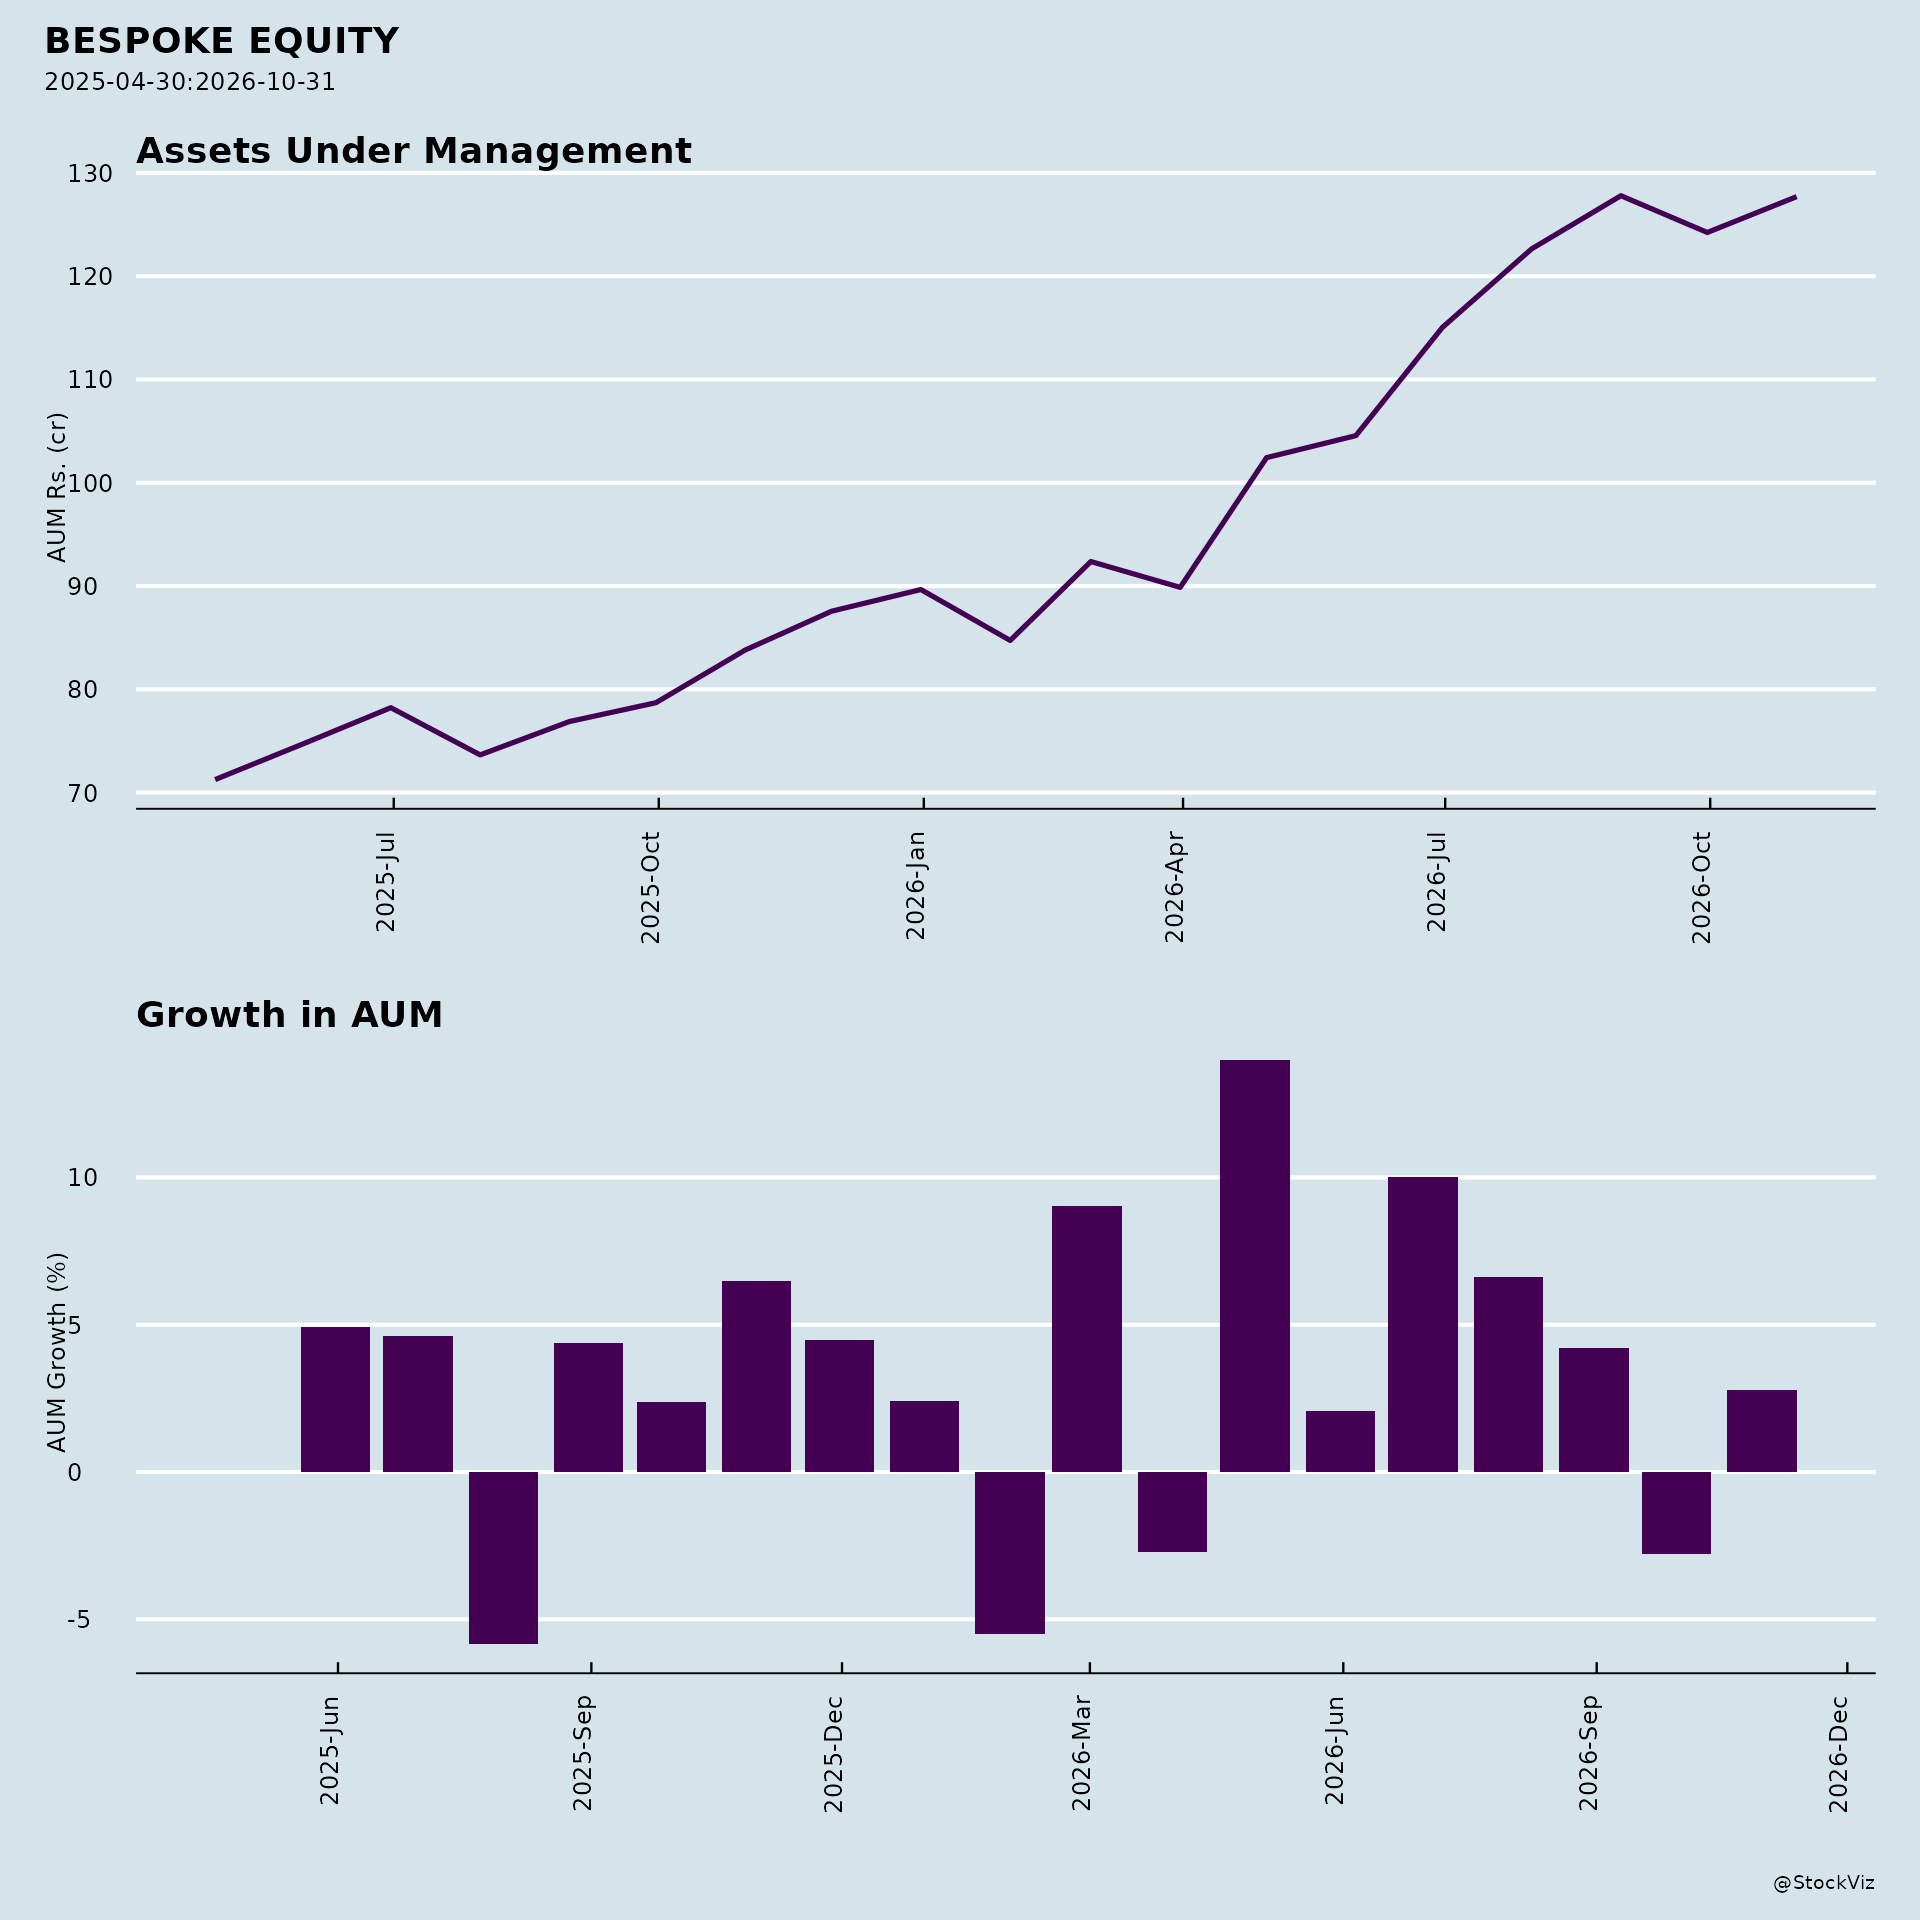 BESPOKE EQUITY
2025-04-30:2026-10-31
Assets Under Management
AUM Rs. (cr)
130
120
110
100
90
80
70
2025-Jul
2025-Oct
2026-Jan
2026-Apr
2026-Jul
2026-Oct
Growth in AUM
AUM Growth (%)
10
5
0
-5
2025-Jun
2025-Sep
2025-Dec
2026-Mar
2026-Jun
2026-Sep
2026-Dec
@StockViz